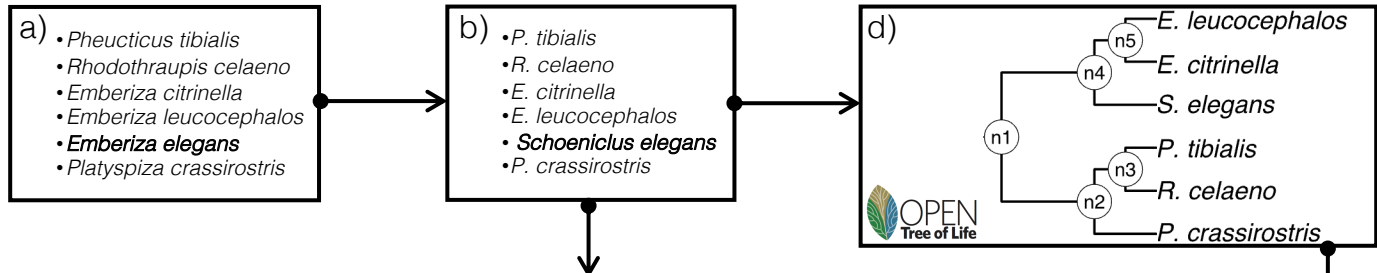 a)
• Pheucticus tibialis
• Rhodothraupis celaeno
• Emberiza citrinella
• Emberiza leucocephalos
• Emberiza elegans
• Platyspiza crassirostris
b)
• P. tibialis
• R. celaeno
• E. citrinella
• E. leucocephalos
• Schoeniclus elegans
• P. crassirostris
d)
E. leucocephalos
n5
E. citrinella
n4
S. elegans
n1
P. tibialis
n3
R. celaeno
n2
P. crassirostris
OPEN
Tree of Life